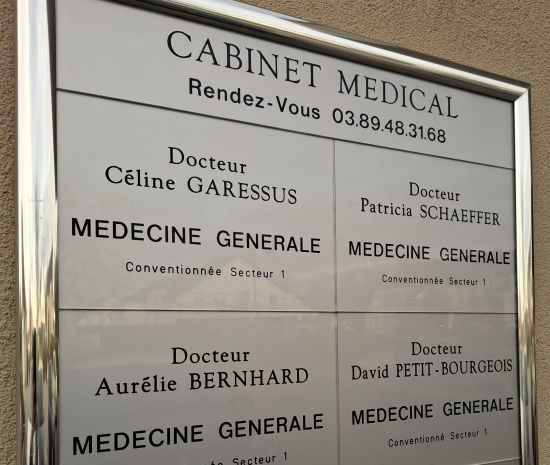 CABINET MEDICAL
Rendez-Vous 03.89.48.31.68
Docteur
Céline GARESSUS
MEDECINE GENERALE
Conventionnée Secteur 1
Docteur
Patricia SCHAEFFER
MEDECINE GENERALE
Conventionnée Secteur 1
Docteur
Aurélie BERNHARD
MEDECINE GENERALE
Secteur 1
Docteur
David PETIT-BOURGEOIS
MEDECINE GENERALE
Conventionné Secteur 1